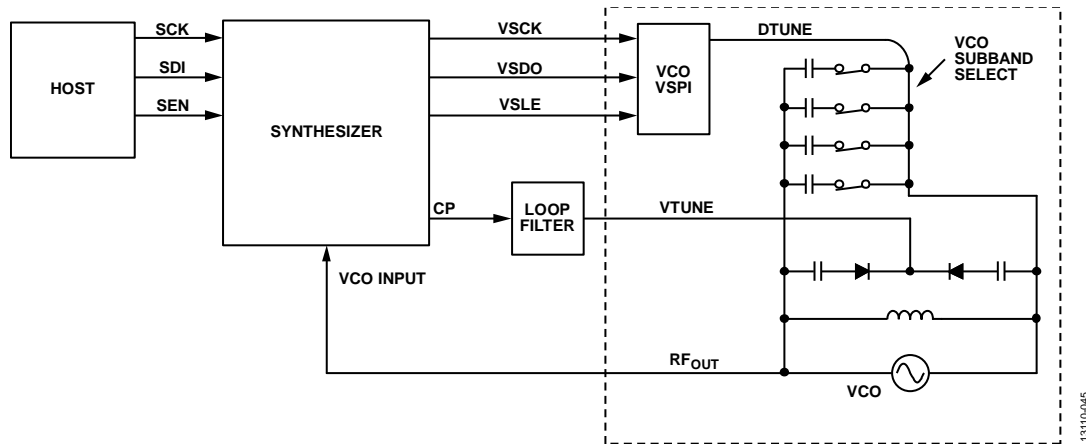 HOST
SCK
SDI
SEN
SYNTHESIZER
VSCK
VSDO
VSLE
VCO
VSPI
DTUNE
VCO
SUBBAND
SELECT
CP
LOOP
FILTER
VTUNE
VCO INPUT
RFOUT
VCO
13110-045